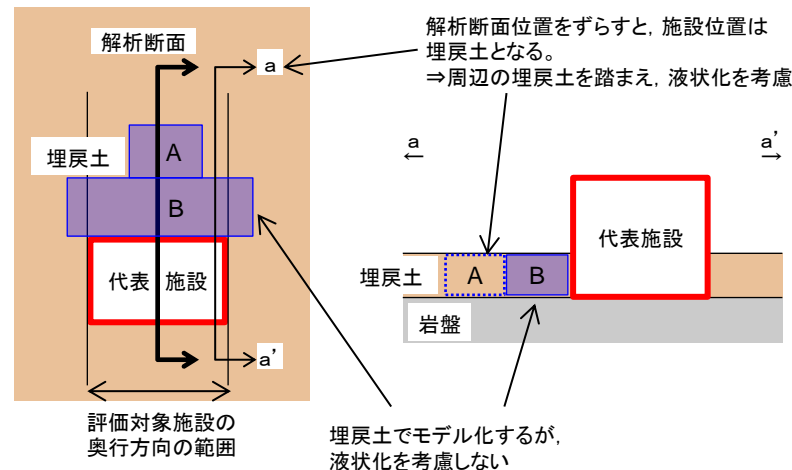 解析断面
a
埋戻土
A
B
代表
施設
a’
評価対象施設の
奥行方向の範囲
解析断面位置をずらすと，施設位置は
埋戻土となる。
⇒周辺の埋戻土を踏まえ，液状化を考慮
a
a’
代表施設
埋戻土
A
B
岩盤
埋戻土でモデル化するが，
液状化を考慮しない